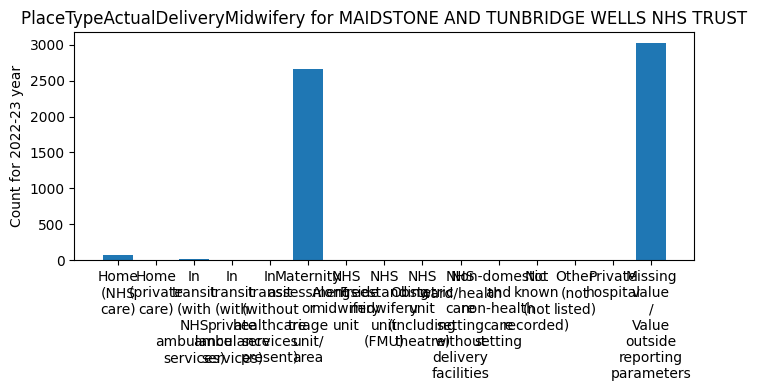 PlaceTypeActualDeliveryMidwifery for MAIDSTONE AND TUNBRIDGE WELLS NHS TRUST
Count for 2022-23 year
3000
2500
2000
1500
1000
500
0
Home
(NHS
care)
Home
(private
care)
In
transit
(with
NHS
ambulance
services)
In
transit
(with
private
ambulance
services)
In
transit
(without
healthcare
services
present)
Maternity
assessment
or
triage
unit/
area
NHS
Alongside
midwifery
unit
NHS
Freestanding
midwifery
unit
(FMU)
NHS
Obstetric
unit
(including
theatre)
NHS
ward/health
care
setting
without
delivery
facilities
Non-domestic
and
non-health
care
setting
Not
known
(not
recorded)
Other
(not
listed)
Private
hospital
Missing
value
/
Value
outside
reporting
parameters